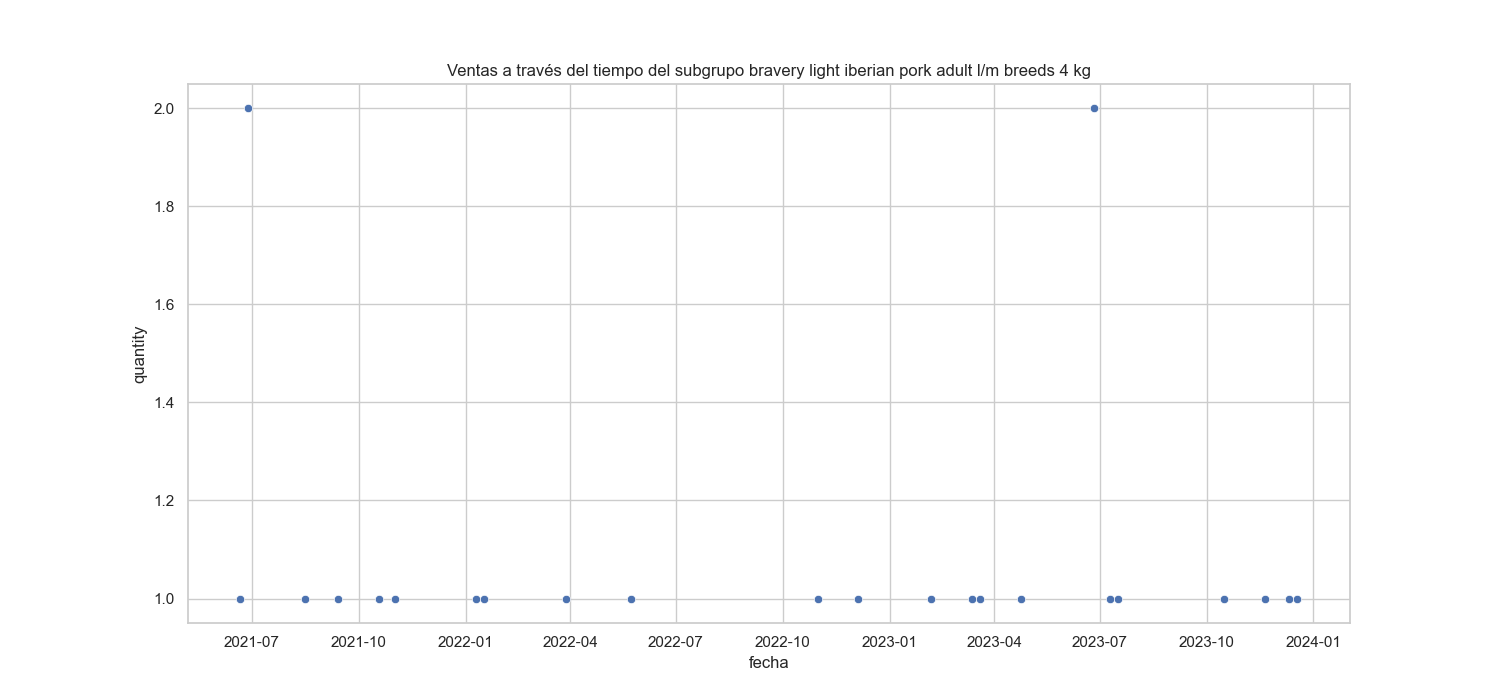 Ventas a través del tiempo del subgrupo bravery light iberian pork adult l/m breeds 4 kg
2.0
1.8
1.6
1.4
1.2
1.0
quantity
2021-07 2021-10 2022-01 2022-04 2022-07 2022-10 2023-01 2023-04 2023-07 2023-10 2024-01
fecha